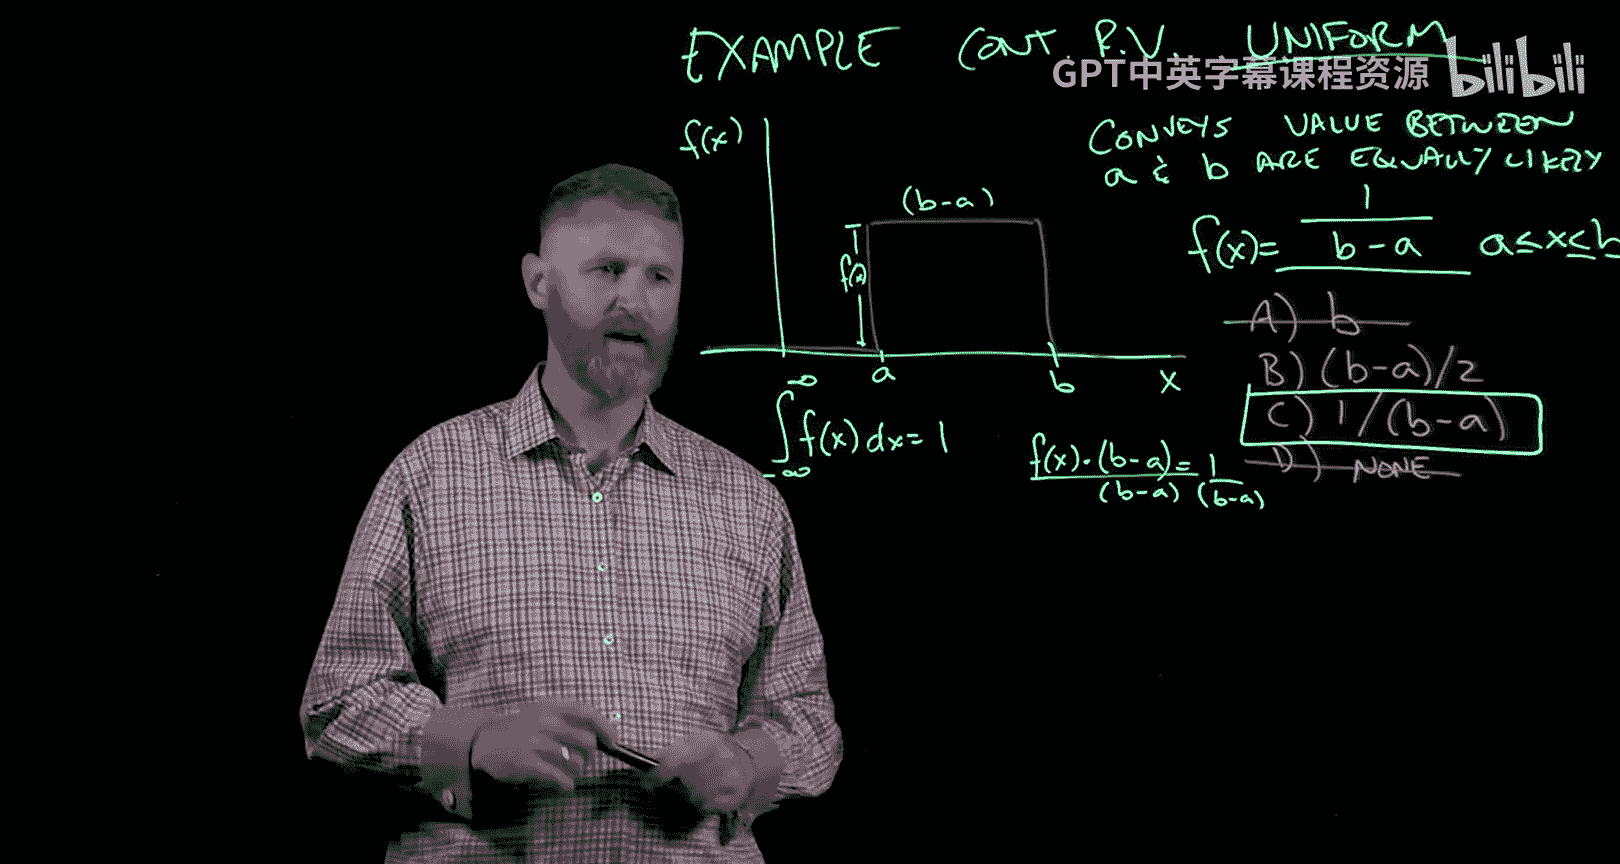 EXAMPLE CONT. R.V. UNIFORM
GPT中英字幕课程资源 bilibili
f(x)
CONVEYS VALUE BETWEEN
a & b ARE EQUALLY LIKELY
(b-a)
f(x)
f(x)= 1/(b-a) a≤x≤b
A) b
B) (b-a)/2
C) 1/(b-a)
D) NONE
a b x
∫_{-∞}^{-∞} f(x) dx = 1
f(x)·(b-a) = 1
(b-a) (b-a)